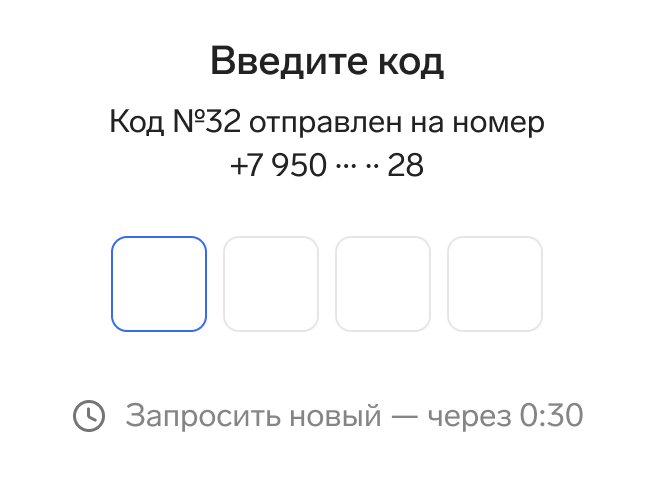 Введите код
Код №32 отправлен на номер
+7 950 ··· ·· 28
Запросить новый — через 0:30